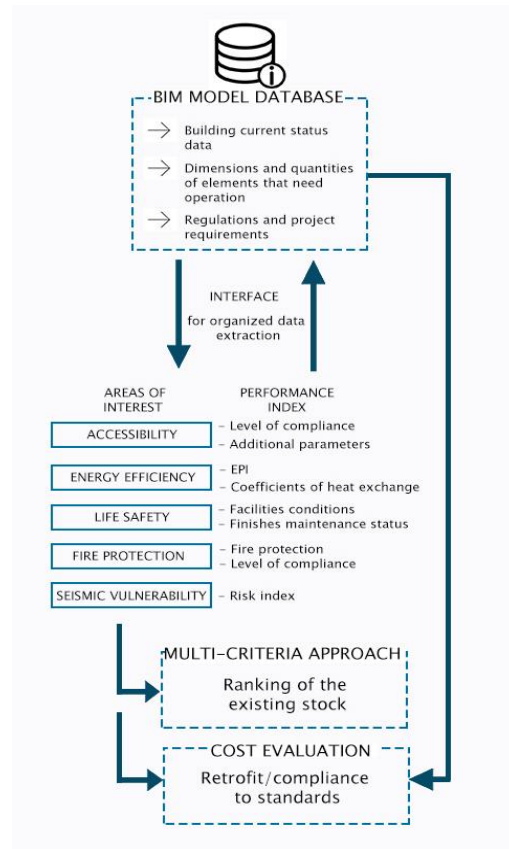 BIM MODEL DATABASE
→ Building current status
data
→ Dimensions and quantities
of elements that need
operation
→ Regulations and project
requirements
INTERFACE
for organized data
extraction
AREAS OF
INTEREST
PERFORMANCE
INDEX
ACCESSIBILITY
- Level of compliance
- Additional parameters
ENERGY EFFICIENCY
- EPI
- Coefficients of heat exchange
LIFE SAFETY
- Facilities conditions
- Finishes maintenance status
FIRE PROTECTION
- Fire protection
- Level of compliance
SEISMIC VULNERABILITY
- Risk index
MULTI-CRITERIA APPROACH
Ranking of the
existing stock
COST EVALUATION
Retrofit/compliance
to standards